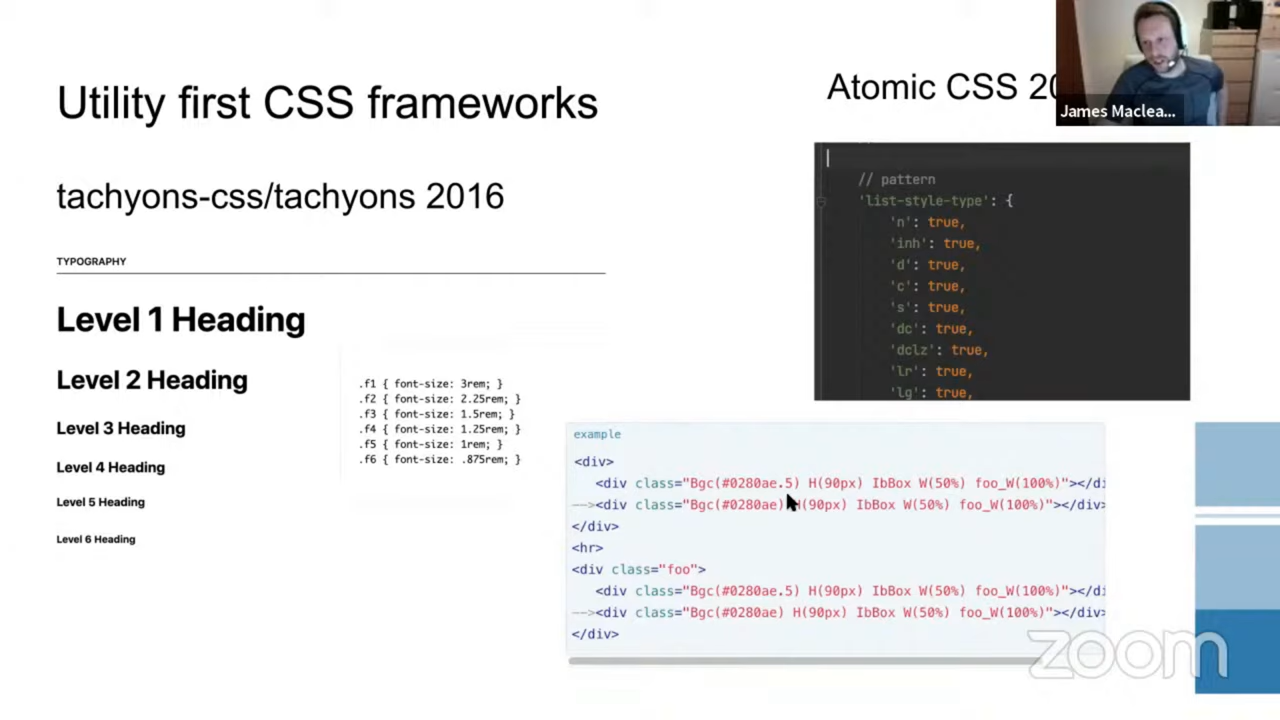 Utility first CSS frameworks
tachyons-css/tachyons 2016
TYPOGRAPHY
Level 1 Heading
Level 2 Heading
Level 3 Heading
Level 4 Heading
Level 5 Heading
Level 6 Heading
.f1 { font-size: 3rem; }
.f2 { font-size: 2.25rem; }
.f3 { font-size: 1.5rem; }
.f4 { font-size: 1.25rem; }
.f5 { font-size: 1rem; }
.f6 { font-size: .875rem; }
Atomic CSS
James Maclea...
// pattern
'list-style-type': {
'n': true,
'inh': true,
'd': true,
'c': true,
's': true,
'dc': true,
'dclz': true,
'lr': true,
'lg': true,
example
<div>
<div class="Bgc(#0280ae.5) H(90px) IbBox W(50%) foo_W(100%)"></di
--><div class="Bgc(#0280ae) H(90px) IbBox W(50%) foo_W(100%)"></div>
</div>
<hr>
<div class="foo">
<div class="Bgc(#0280ae.5) H(90px) IbBox W(50%) foo_W(100%)"></di
--><div class="Bgc(#0280ae) H(90px) IbBox W(50%) foo_W(100%)"></div>
</div>
zoom